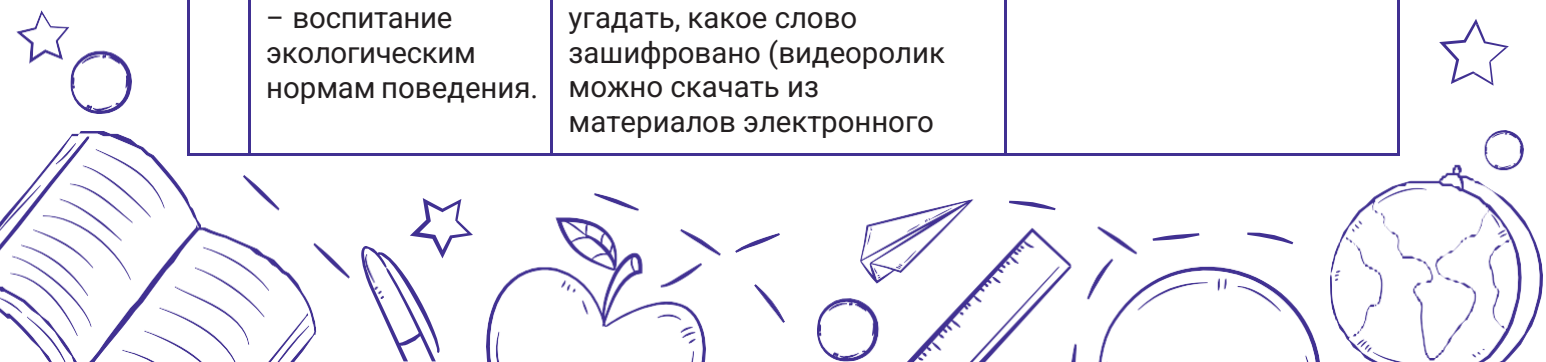 – воспитание
экологическим
нормам поведения.
угадать, какое слово
зашифровано (видеоролик
можно скачать из
материалов электронного